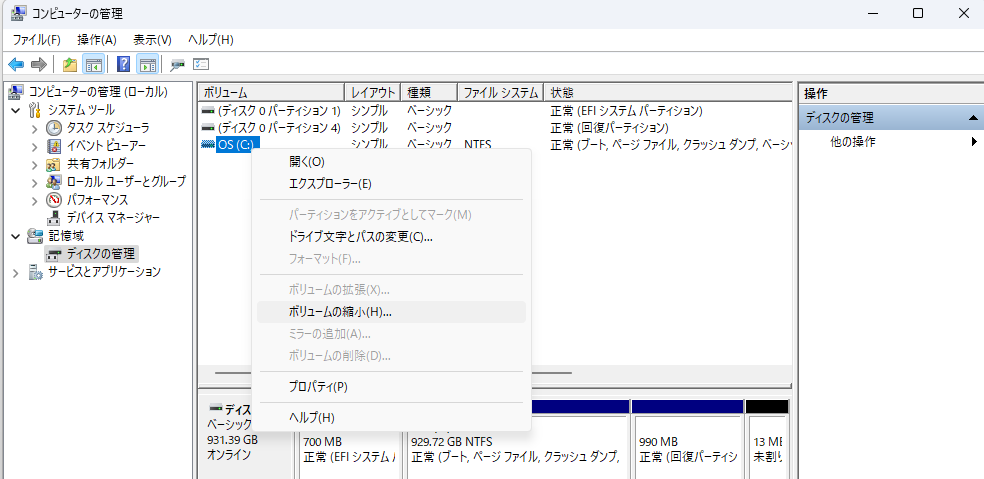 コンピューターの管理
ファイル(F) 操作(A) 表示(V) ヘルプ(H)
コンピューターの管理 (ローカル)
システム ツール
タスク スケジューラ
イベント ビューアー
共有フォルダー
ローカル ユーザーとグループ
パフォーマンス
デバイス マネージャー
記憶域
ディスクの管理
サービスとアプリケーション
ボリューム レイアウト 種類 ファイル システム 状態
(ディスク 0 パーティション 1) シンプル ベーシック 正常 (EFI システム パーティション)
(ディスク 0 パーティション 4) シンプル ベーシック 正常 (回復パーティション)
OS (C:) シンプル ベーシック NTFS 正常 (ブート, ページ ファイル, クラッシュ ダンプ, ベーシ
開く(O)
エクスプローラー(E)
パーティションをアクティブとしてマーク(M)
ドライブ文字とパスの変更(C)...
フォーマット(F)...
ボリュームの拡張(X)...
ボリュームの縮小(H)...
ミラーの追加(A)...
ボリュームの削除(D)...
プロパティ(P)
ヘルプ(H)
ディス
ベーシック
931.39 GB
オンライン
700 MB
正常 (EFI システム
929.72 GB NTFS
正常 (ブート, ページ ファイル, クラッシュ ダンプ,
990 MB
正常 (回復パーティシ
13 M
未割り
操作
ディスクの管理
他の操作